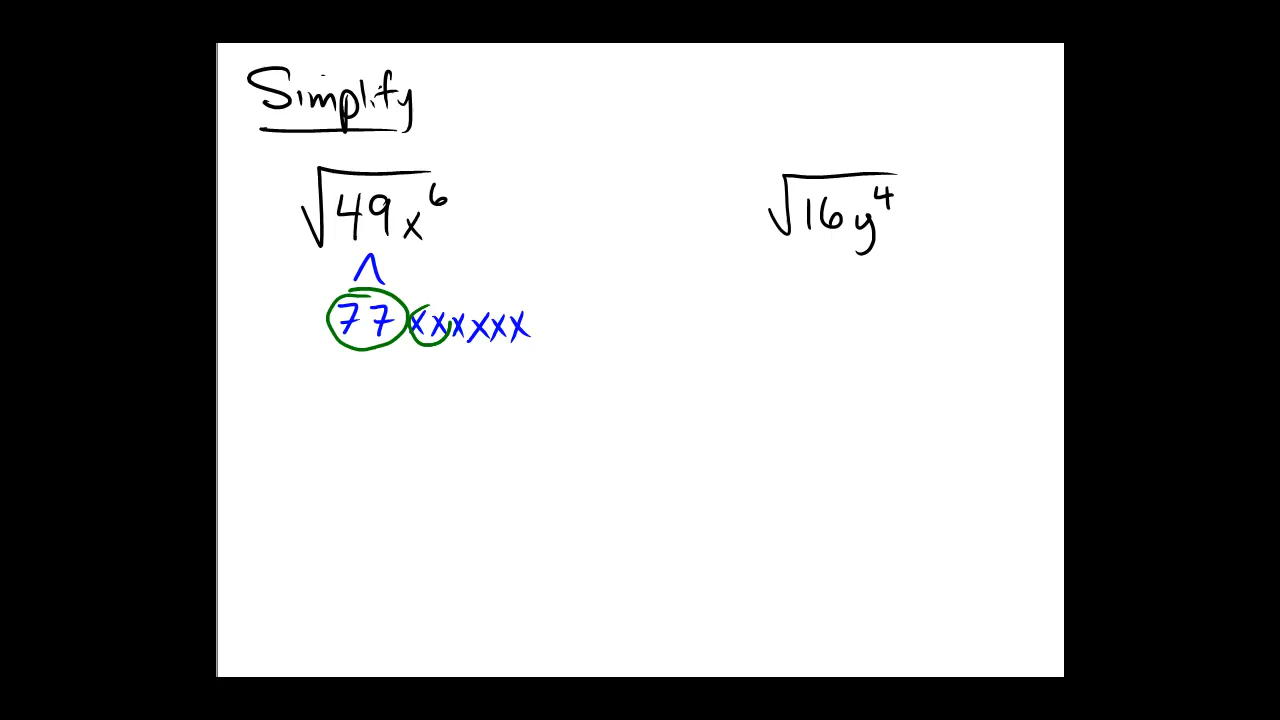 Simplify
√49x⁶
77xxxxxx
√16y⁴